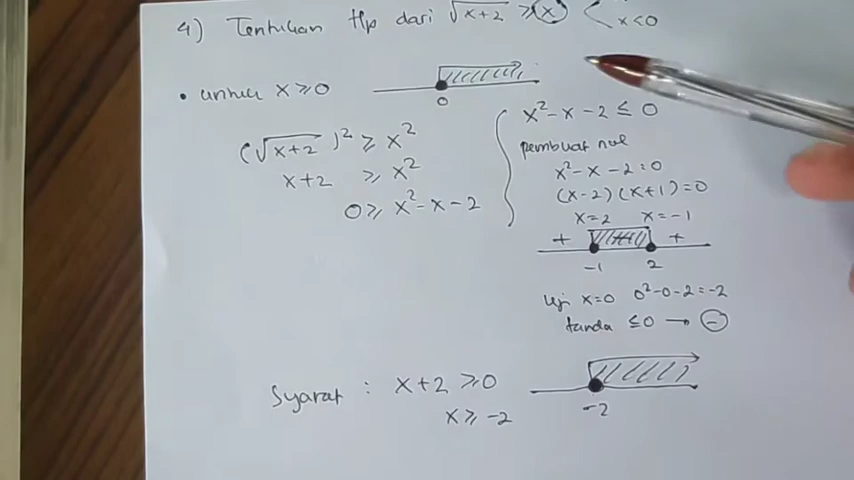 4) Tentukan Hp dari √x+2 ≥ x
x<0
• untuk x ≥ 0
0
(√x+2)² ≥ x²
x+2 ≥ x²
0 ≥ x²-x-2
x²-x-2 ≤ 0
pembuat nol
x²-x-2=0
(x-2)(x+1)=0
x=2 x=-1
+ - +
-1 2
Uji x=0 0²-0-2=-2
tanda ≤0 → -
Syarat : x+2 ≥0
x ≥ -2
-2